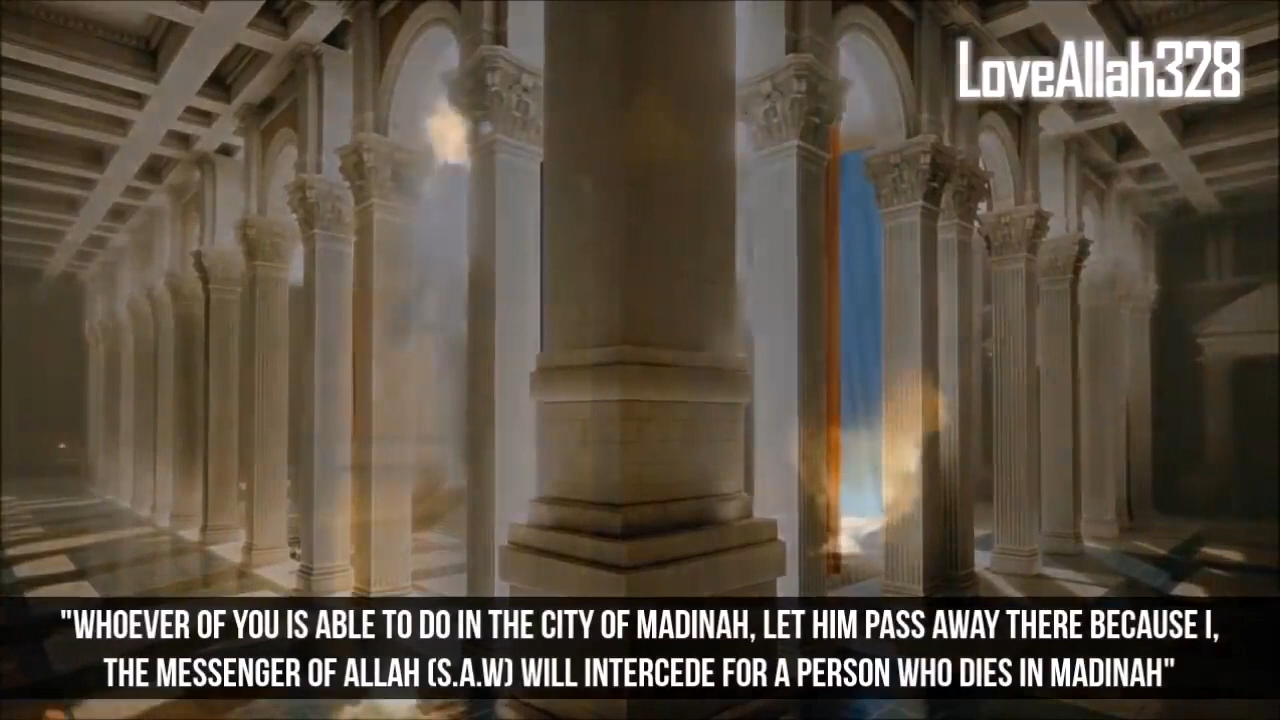 LoveAllah328
"WHOEVER OF YOU IS ABLE TO DO IN THE CITY OF MADINAH, LET HIM PASS AWAY THERE BECAUSE I,
THE MESSENGER OF ALLAH (S.A.W) WILL INTERCEDE FOR A PERSON WHO DIES IN MADINAH"